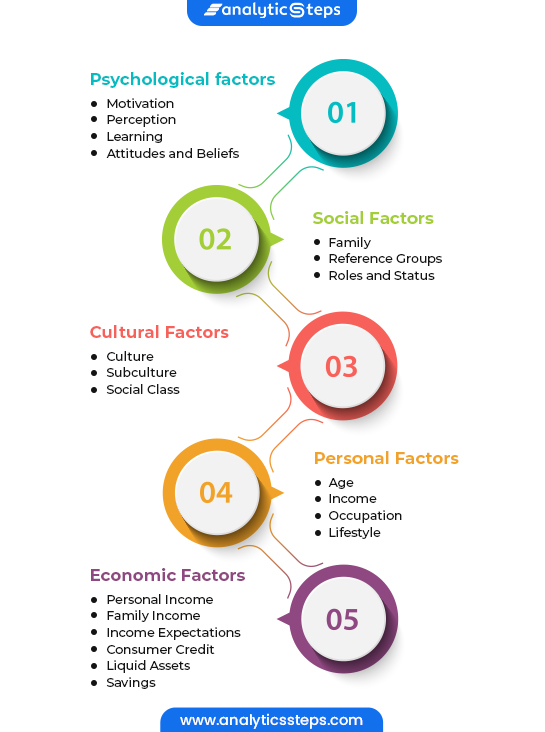 analyticSteps
Psychological factors
Motivation
Perception
Learning
Attitudes and Beliefs
01
02
Social Factors
Family
Reference Groups
Roles and Status
Cultural Factors
Culture
Subculture
Social Class
03
04
Personal Factors
Age
Income
Occupation
Lifestyle
Economic Factors
Personal Income
Family Income
Income Expectations
Consumer Credit
Liquid Assets
Savings
05
www.analyticssteps.com